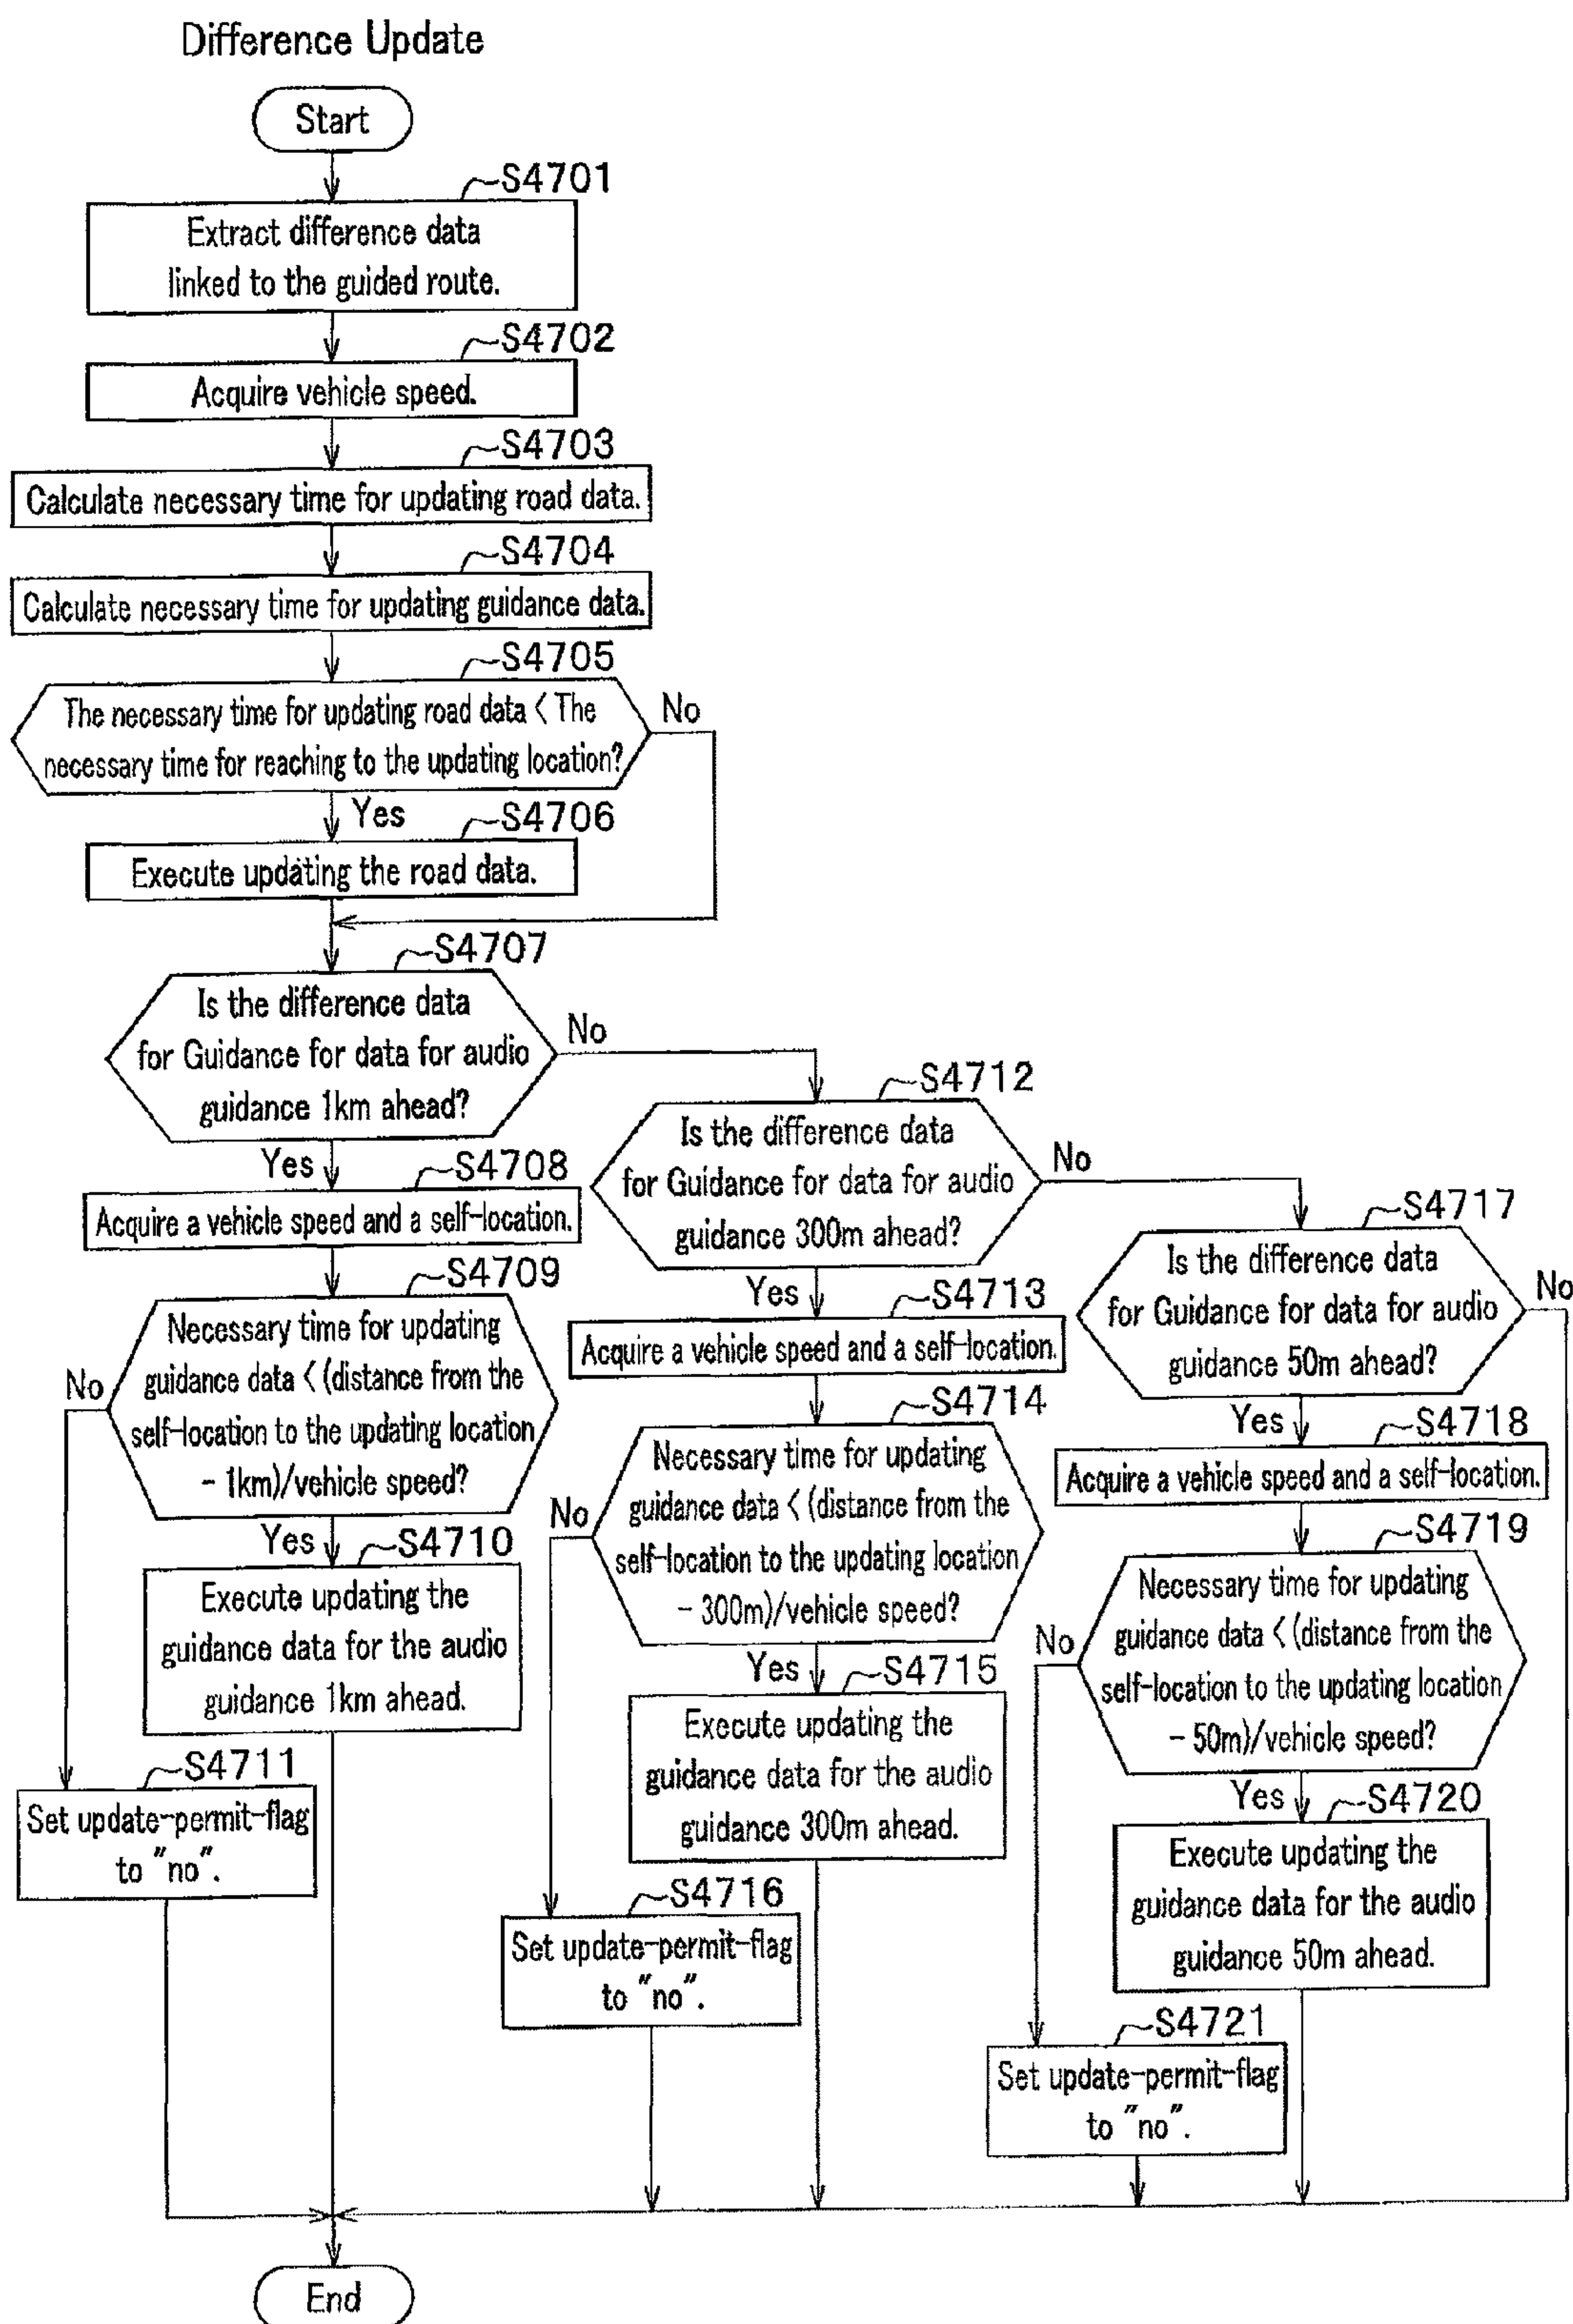 Difference Update
Start
S4701
Extract difference data
linked to the guided route.
S4702
Acquire vehicle speed.
S4703
Calculate necessary time for updating road data.
S4704
Calculate necessary time for updating guidance data.
S4705
The necessary time for updating road data < The
necessary time for reaching to the updating location?
No
Yes
S4706
Execute updating the road data.
S4707
Is the difference data
for Guidance for data for audio
guidance 1km ahead?
No
Yes
S4708
Acquire a vehicle speed and a self-location.
S4709
Necessary time for updating
guidance data < (distance from the
self-location to the updating location
- 1km)/vehicle speed?
No
Yes
S4710
Execute updating the
guidance data for the audio
guidance 1km ahead.
S4711
Set update-permit-flag
to "no".
S4712
Is the difference data
for Guidance for data for audio
guidance 300m ahead?
No
Yes
S4713
Acquire a vehicle speed and a self-location.
S4714
Necessary time for updating
guidance data < (distance from the
self-location to the updating location
- 300m)/vehicle speed?
No
Yes
S4715
Execute updating the
guidance data for the audio
guidance 300m ahead.
S4716
Set update-permit-flag
to "no".
S4717
Is the difference data
for Guidance for data for audio
guidance 50m ahead?
No
Yes
S4718
Acquire a vehicle speed and a self-location.
S4719
Necessary time for updating
guidance data < (distance from the
self-location to the updating location
- 50m)/vehicle speed?
No
Yes
S4720
Execute updating the
guidance data for the audio
guidance 50m ahead.
S4721
Set update-permit-flag
to "no".
End